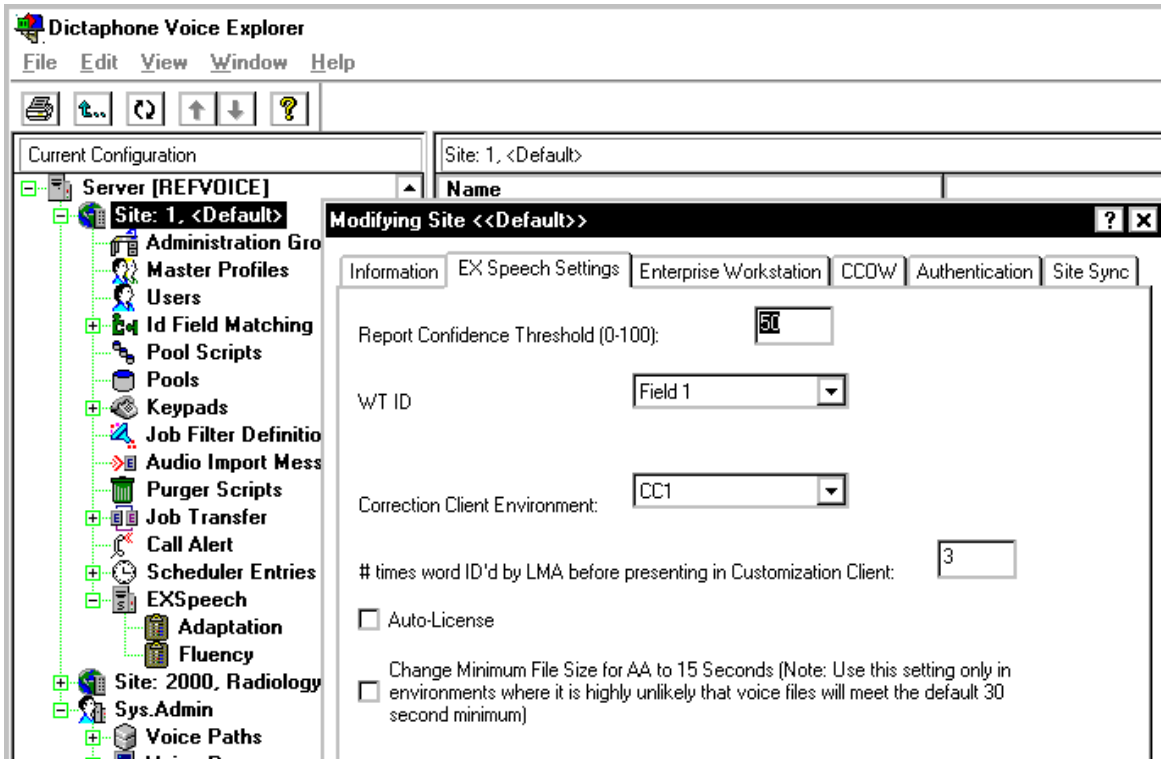 Dictaphone Voice Explorer
File Edit View Window Help
Current Configuration
Site: 1, <Default>
Server [REFVOICE]
Name
Site: 1, <Default>
Modifying Site <<Default>>
Administration Gro
Master Profiles
Information EX Speech Settings Enterprise Workstation CCOW Authentication Site Sync
Users
Id Field Matching
Report Confidence Threshold (0-100): 50
Pool Scripts
Pools
WT ID Field 1
Keypads
Job Filter Definitio
Audio Import Mess
Purger Scripts
Correction Client Environment: CC1
Job Transfer
Call Alert
Scheduler Entries
# times word ID'd by LMA before presenting in Customization Client: 3
EXSpeech
Auto-License
Adaptation
Fluency
Change Minimum File Size for AA to 15 Seconds (Note: Use this setting only in
environments where it is highly unlikely that voice files will meet the default 30
second minimum)
Site: 2000, Radiology
Sys.Admin
Voice Paths